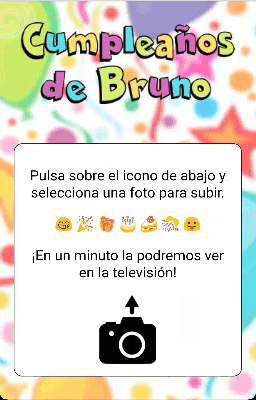 Cumpleaños
de Bruno
Pulsa sobre el icono de abajo y
selecciona una foto para subir.
😂 🎉 🎁 🎂 🍰 🎊 😀
¡En un minuto la podremos ver
en la televisión!